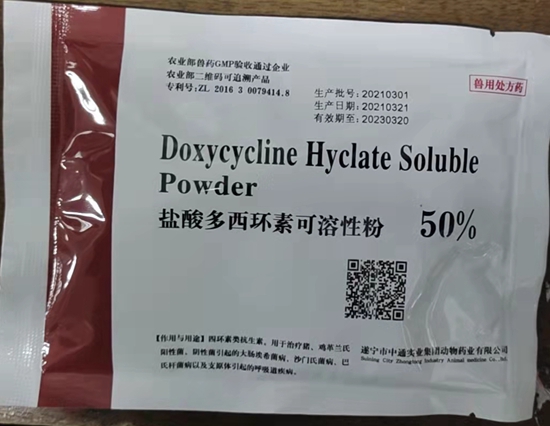 农业部兽药GMP验收通过企业
农业部二维码可追溯产品
专利号:ZL 2016 3 0079414.8
生产批号:20210301
生产日期:20210321
有效期至:20230320
兽用处方药
Doxycycline Hyclate Soluble
Powder
盐酸多西环素可溶性粉 50%
【作用与用途】四环素类抗生素。用于治疗猪、鸡革兰氏
阳性菌、阴性菌引起的大肠埃希菌病、沙门氏菌病、巴
氏杆菌病以及支原体引起的呼吸道疾病。
遂宁市中通实业集团动物药业有限公司
Suining City Zhongtong Industry Animal medicine Co.,Ltd.